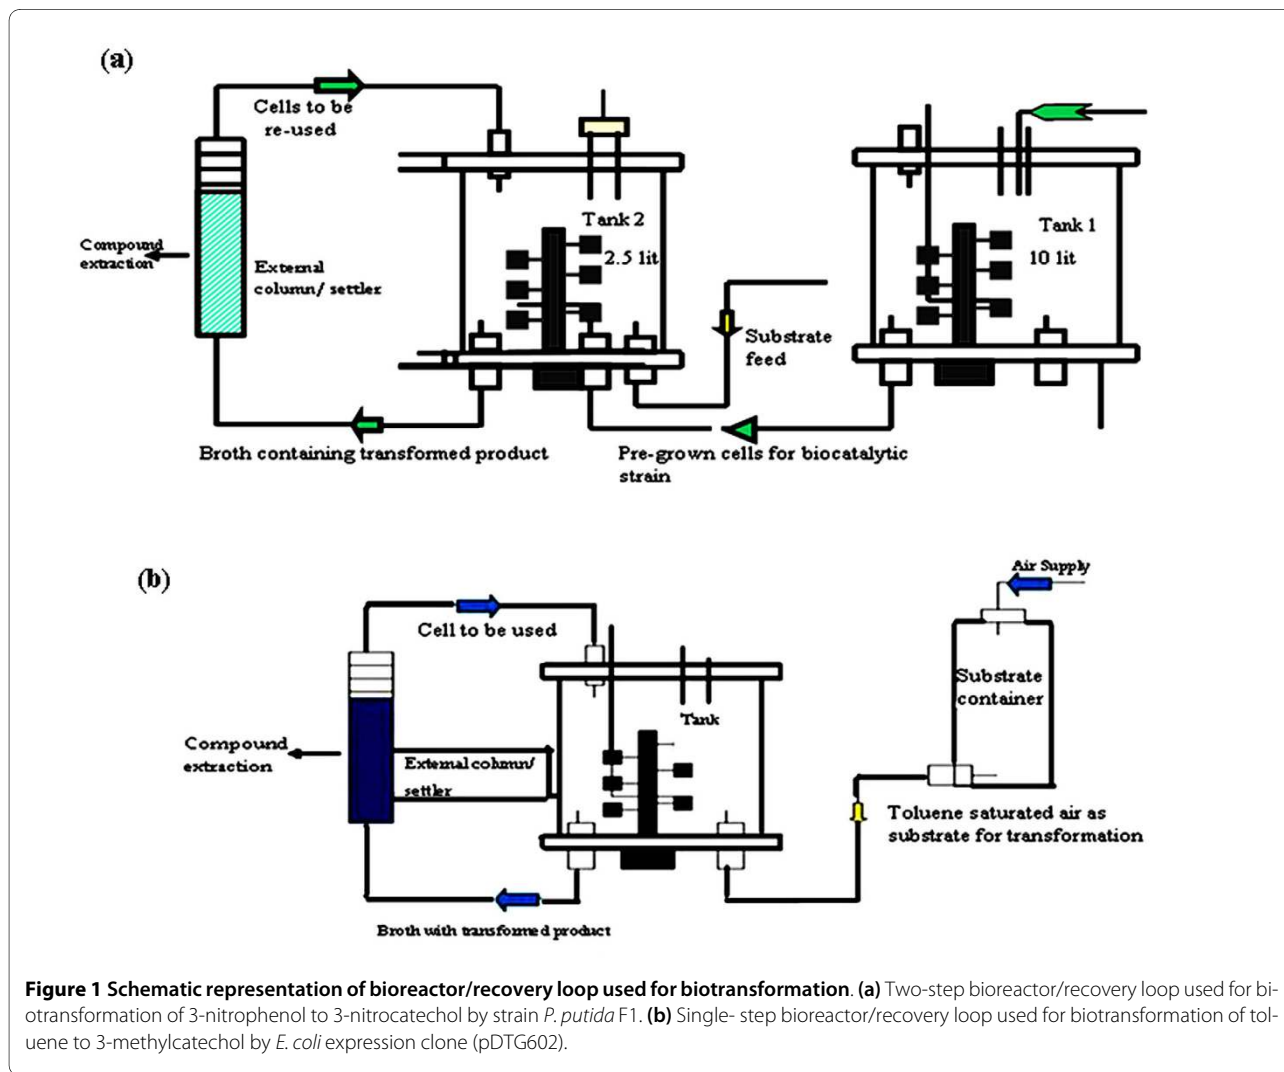 (a)
Cells to be
re-used
Compound
extraction
External
column/ settler
Tank 2
2.5 lit
Tank 1
10 lit
Substrate
feed
Broth containing transformed product
Pre-grown cells for biocatalytic
strain
(b)
Air Supply
Cell to be used
Substrate
container
Tank
Compound
extraction
External column/
settler
Toluene saturated air as
substrate for transformation
Broth with transformed product
Figure 1 Schematic representation of bioreactor/recovery loop used for biotransformation. (a) Two-step bioreactor/recovery loop used for bi-
otransformation of 3-nitrophenol to 3-nitrocatechol by strain P. putida F1. (b) Single- step bioreactor/recovery loop used for biotransformation of tol-
uene to 3-methylcatechol by E. coli expression clone (pDTG602).